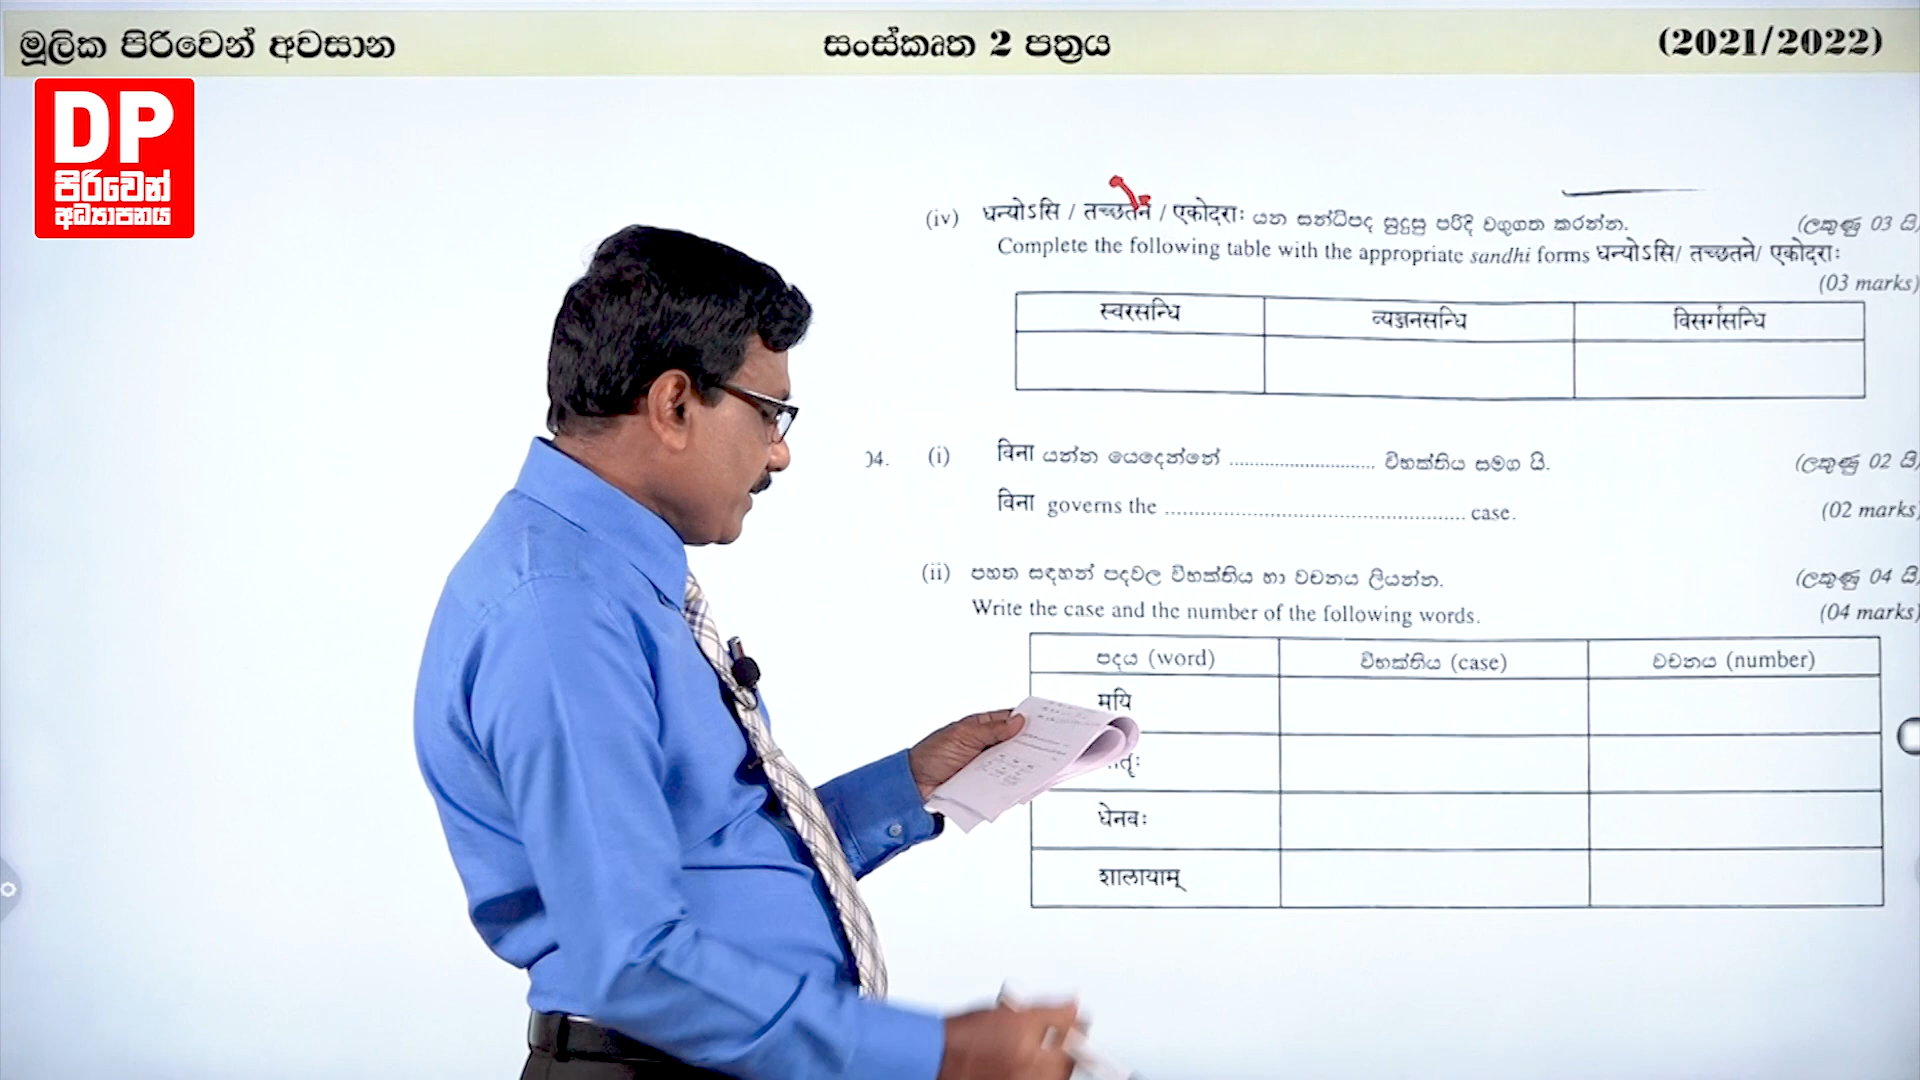 මූලික පිරිවෙන් අවසාන සංස්කෘත 2 පත්‍රය (2021/2022)
DP
පිරිවෙන්
අධ්‍යාපනය
(iv) धन्योऽसि / तच्छतने / एकोदराः යන සන්ධිපද සුදුසු පරිදි වගුගත කරන්න. (ලකුණු 03 යි
Complete the following table with the appropriate sandhi forms धन्योऽसि/ तच्छतने/ एकोदराः
(03 marks)
स्वरसन्धि व्यञ्जनसन्धि विसर्गसन्धि
04. (i) विना යන්න යෙදෙන්නේ .......................... විභක්තිය සමග යි. (ලකුණු 02 යි
विना governs the .................................................... case. (02 marks)
(ii) පහත සඳහන් පදවල විභක්තිය හා වචනය ලියන්න. (ලකුණු 04 යි
Write the case and the number of the following words. (04 marks)
පදය (word) විභක්තිය (case) වචනය (number)
मयि
धेनवः
शालायाम्